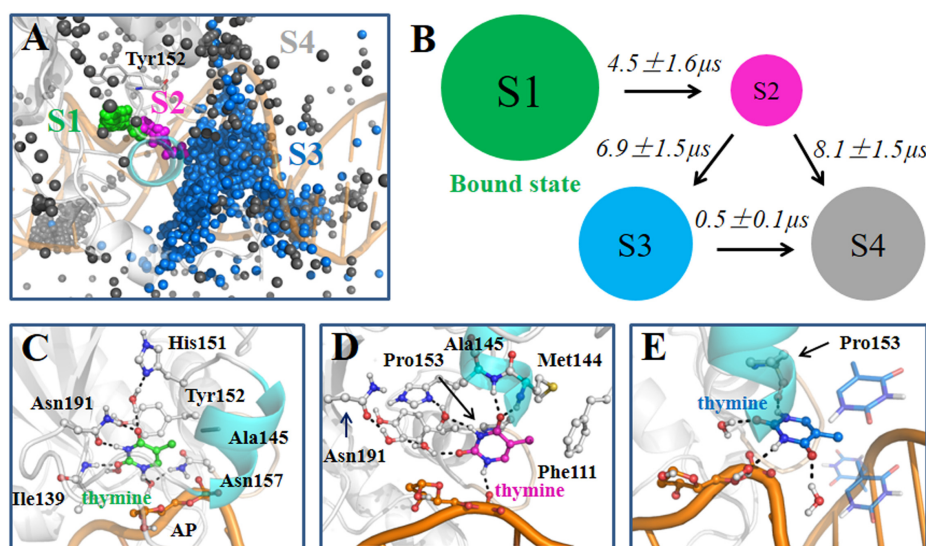 A
S4
Tyr152
S1
S2
S3
B
S1
4.5 ±1.6μs
S2
6.9 ±1.5μs
8.1 ±1.5μs
Bound state
S3
0.5 ±0.1μs
S4
C
His151
Tyr152
Asn191
Ala145
Asn157
Ile139
thymine
AP
D
Ala145
Pro153
Met144
Asn191
Phe111
thymine
E
Pro153
thymine